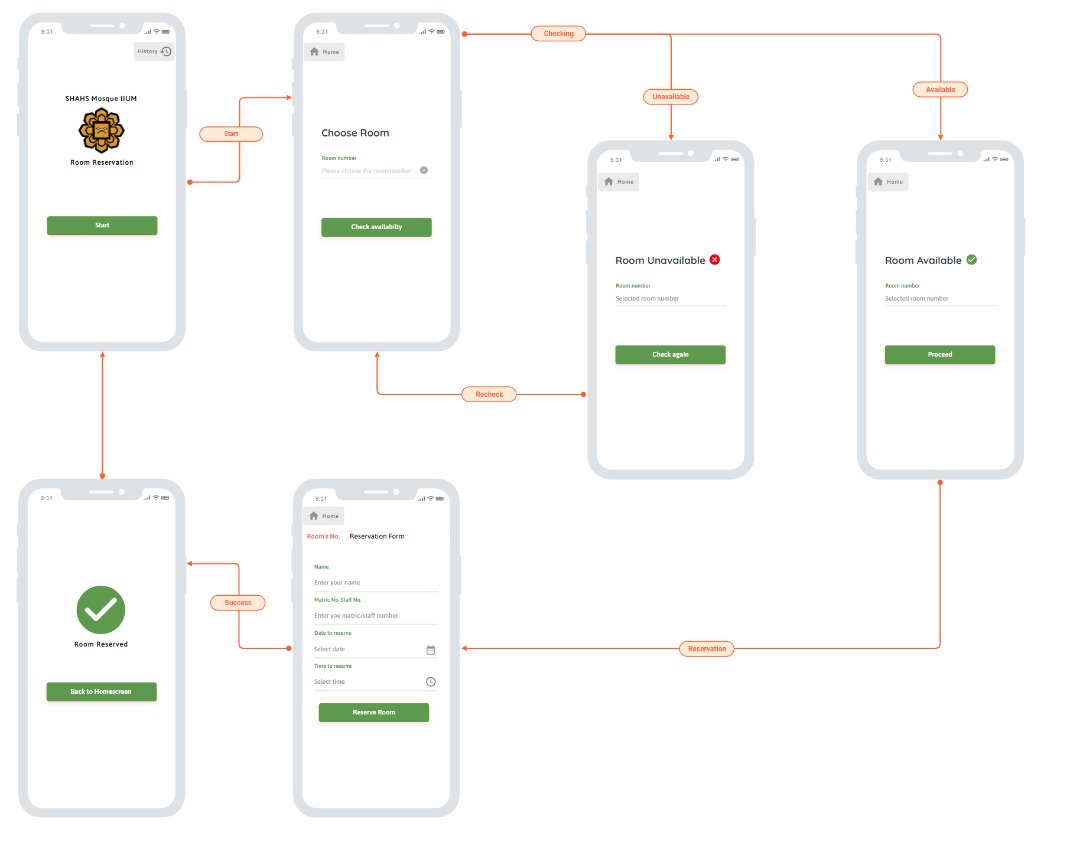 9:31
History
SHAHS Mosque IIUM
Room Reservation
Start
Start
9:31
Home
Choose Room
Room number
Please choose the room number
Check availabilty
Checking
Unavailable
Available
9:31
Home
Room Unavailable
Room number
Selected room number
Check again
9:31
Home
Room Available
Room number
Selected room number
Proceed
Recheck
9:31
Room Reserved
Back to Homescreen
Success
9:31
Home
Room's No. Reservation Form
Name
Enter your name
Matric No. Staff No.
Enter you matric/staff number
Date to reserve
Select date
Time to reserve
Select time
Reserve Room
Reservation